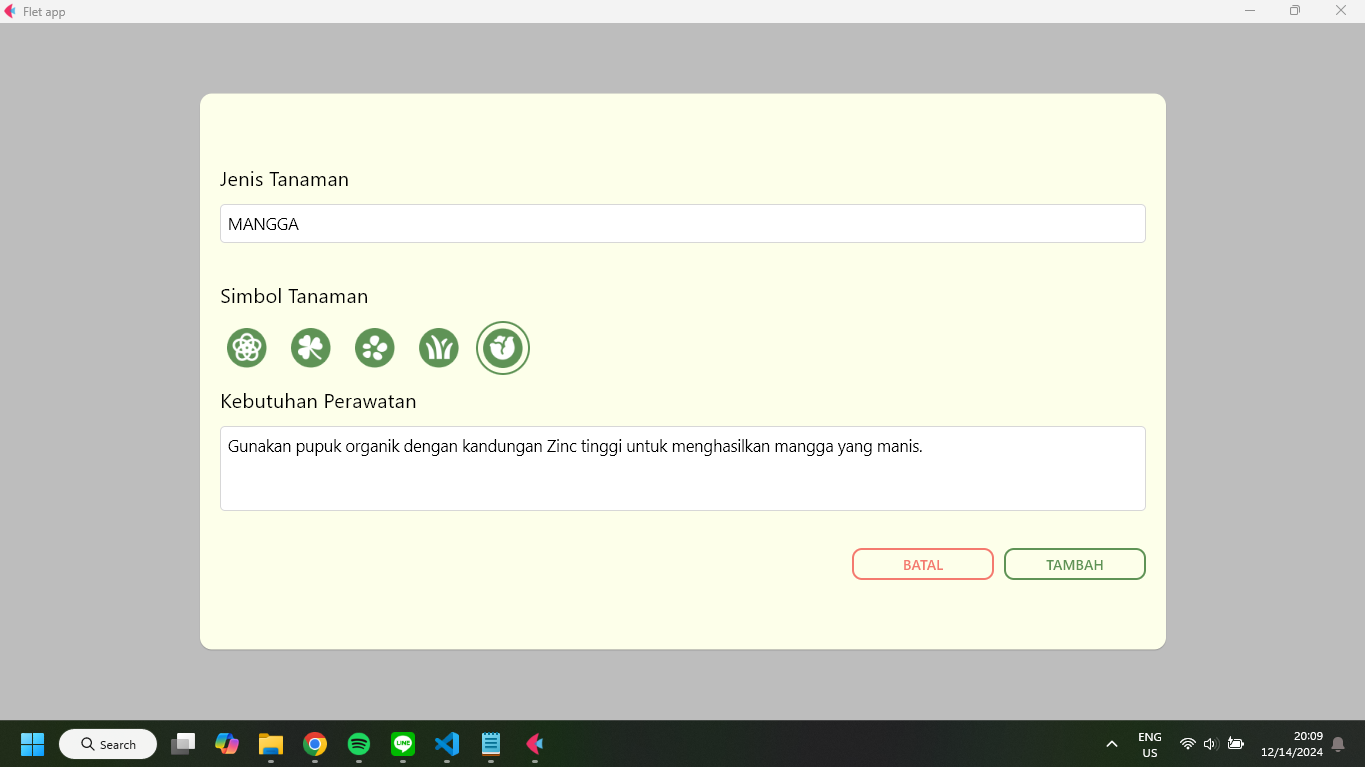 Flet app
Jenis Tanaman
MANGGA
Simbol Tanaman
Kebutuhan Perawatan
Gunakan pupuk organik dengan kandungan Zinc tinggi untuk menghasilkan mangga yang manis.
BATAL
TAMBAH
Search
LINE
ENG
US
20:09
12/14/2024